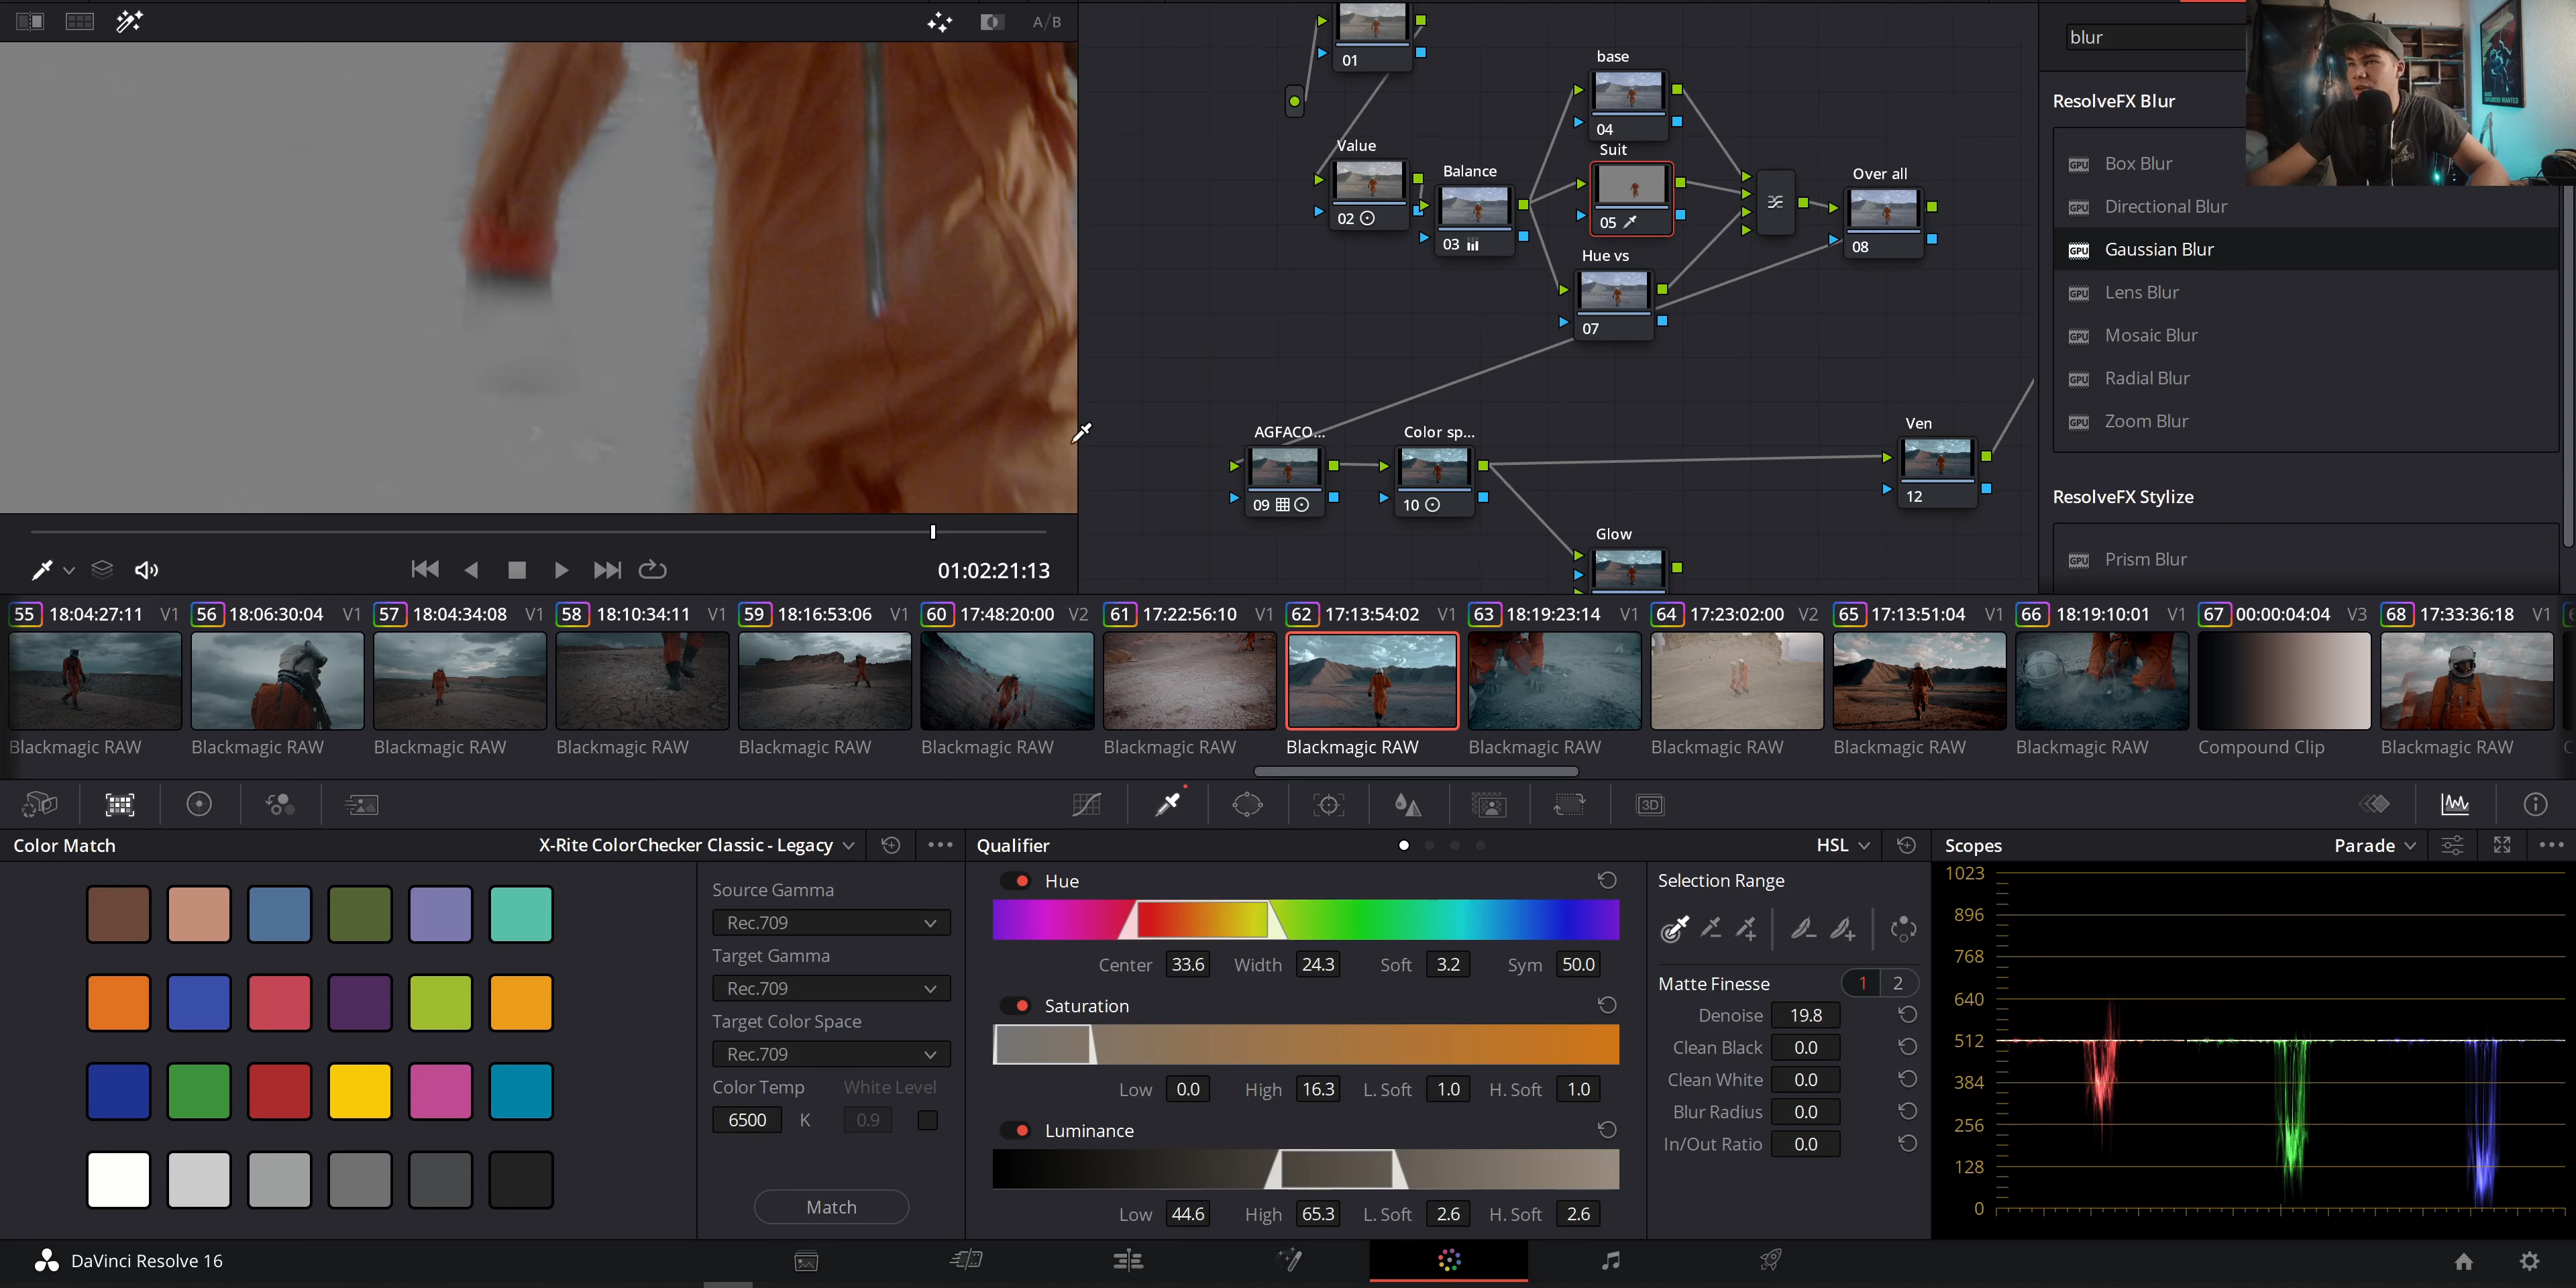 A/B
01
Value
02
Balance
03
base
04
Suit
05
Hue vs
07
Over all
08
AGFACO...
09
Color sp...
10
Ven
12
Glow
blur
ResolveFX Blur
GPU Box Blur
GPU Directional Blur
GPU Gaussian Blur
GPU Lens Blur
GPU Mosaic Blur
GPU Radial Blur
GPU Zoom Blur
ResolveFX Stylize
GPU Prism Blur
01:02:21:13
55 18:04:27:11 V1 56 18:06:30:04 V1 57 18:04:34:08 V1 58 18:10:34:11 V1 59 18:16:53:06 V1 60 17:48:20:00 V2 61 17:22:56:10 V1 62 17:13:54:02 V1 63 18:19:23:14 V1 64 17:23:02:00 V2 65 17:13:51:04 V1 66 18:19:10:01 V1 67 00:00:04:04 V3 68 17:33:36:18 V1
Blackmagic RAW Blackmagic RAW Blackmagic RAW Blackmagic RAW Blackmagic RAW Blackmagic RAW Blackmagic RAW Blackmagic RAW Blackmagic RAW Blackmagic RAW Blackmagic RAW Blackmagic RAW Compound Clip Blackmagic RAW
3D
Color Match X-Rite ColorChecker Classic - Legacy
Source Gamma
Rec.709
Target Gamma
Rec.709
Target Color Space
Rec.709
Color Temp White Level
6500 K 0.9
Match
Qualifier HSL
Hue
Center 33.6 Width 24.3 Soft 3.2 Sym 50.0
Saturation
Low 0.0 High 16.3 L. Soft 1.0 H. Soft 1.0
Luminance
Low 44.6 High 65.3 L. Soft 2.6 H. Soft 2.6
Selection Range
Matte Finesse 1 2
Denoise 19.8
Clean Black 0.0
Clean White 0.0
Blur Radius 0.0
In/Out Ratio 0.0
Scopes Parade
1023
896
768
640
512
384
256
128
0
DaVinci Resolve 16